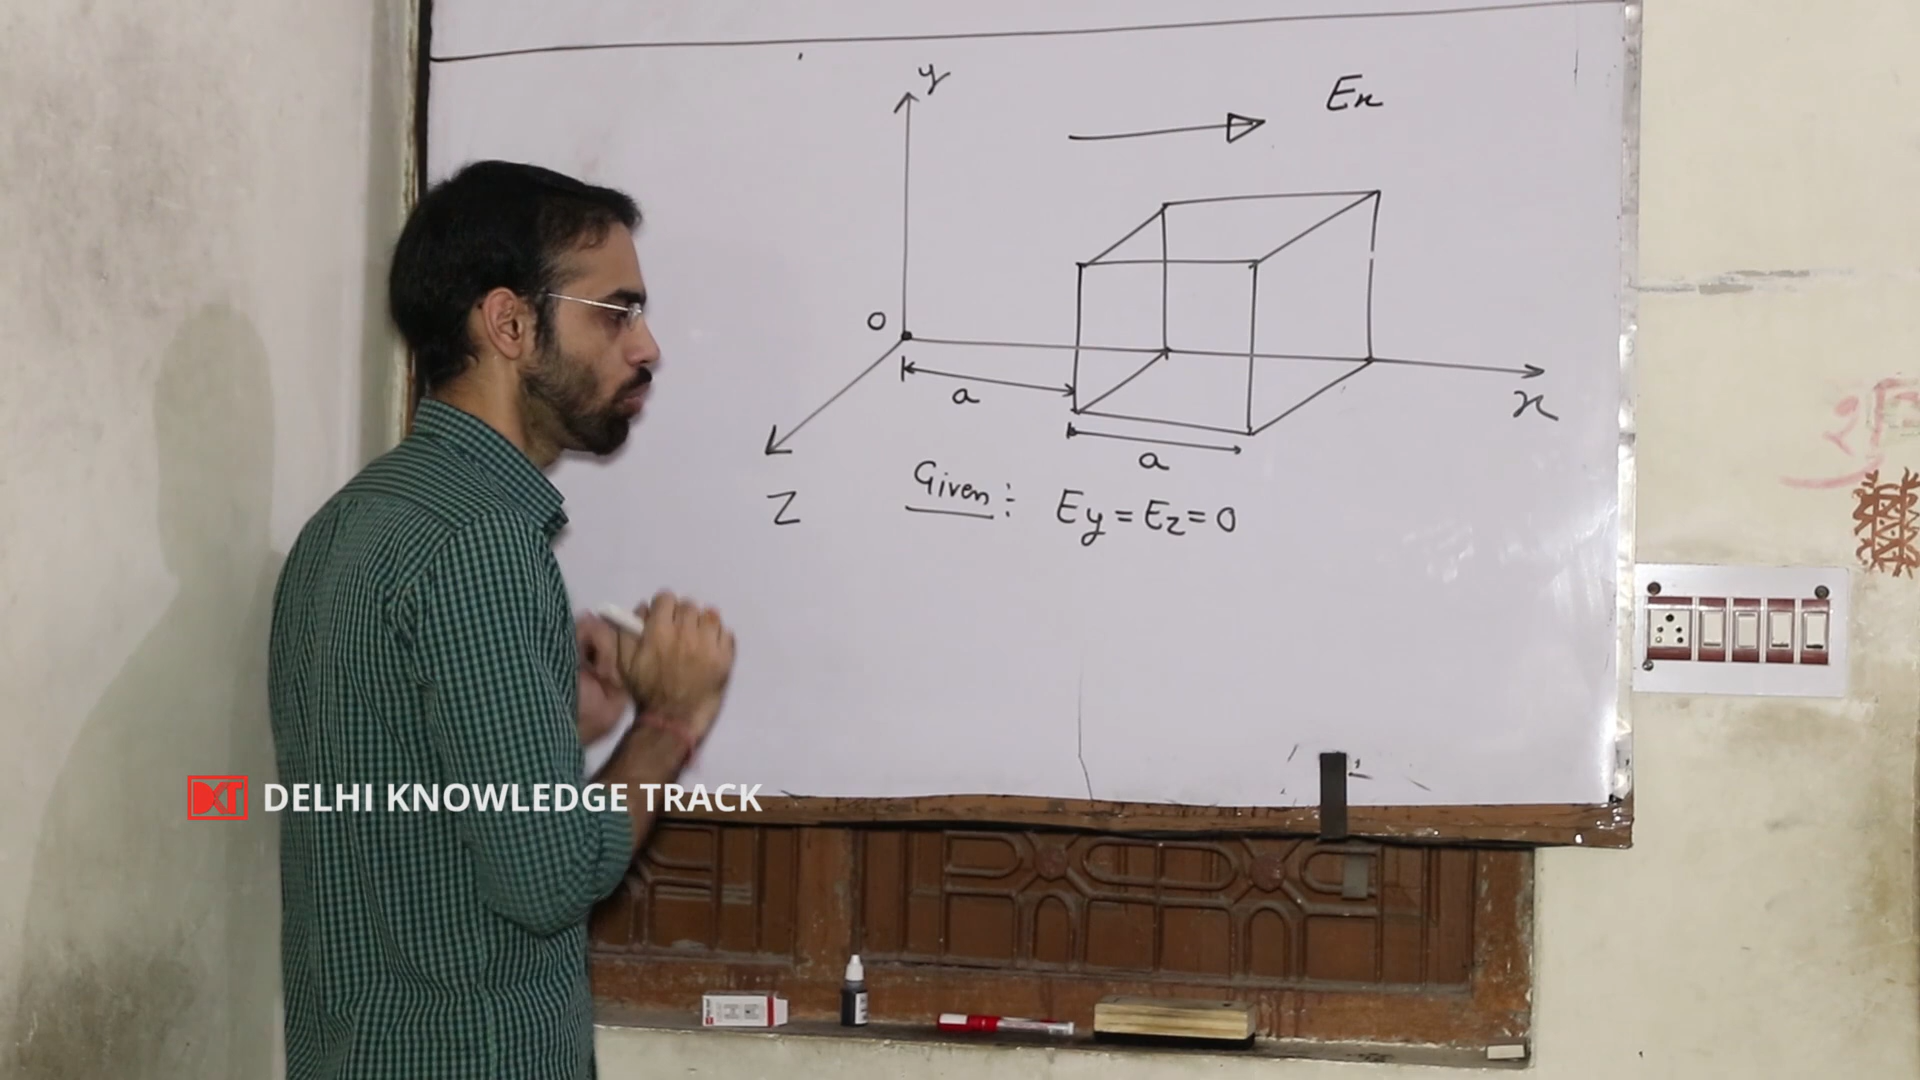 y
Ex
O
a
x
a
Z
Given : Ey = Ez = 0
DELHI KNOWLEDGE TRACK